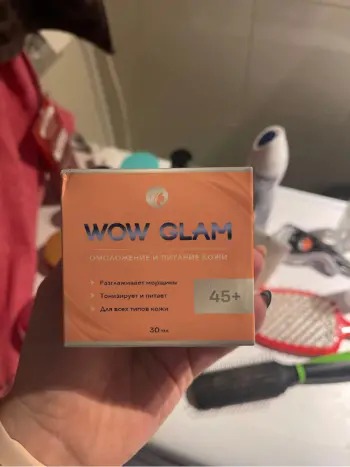 WOW GLAM
ОМОЛОЖЕНИЕ И ПИТАНИЕ КОЖИ
Разглаживает морщины
Тонизирует и питает
Для всех типов кожи
45+
30 мл